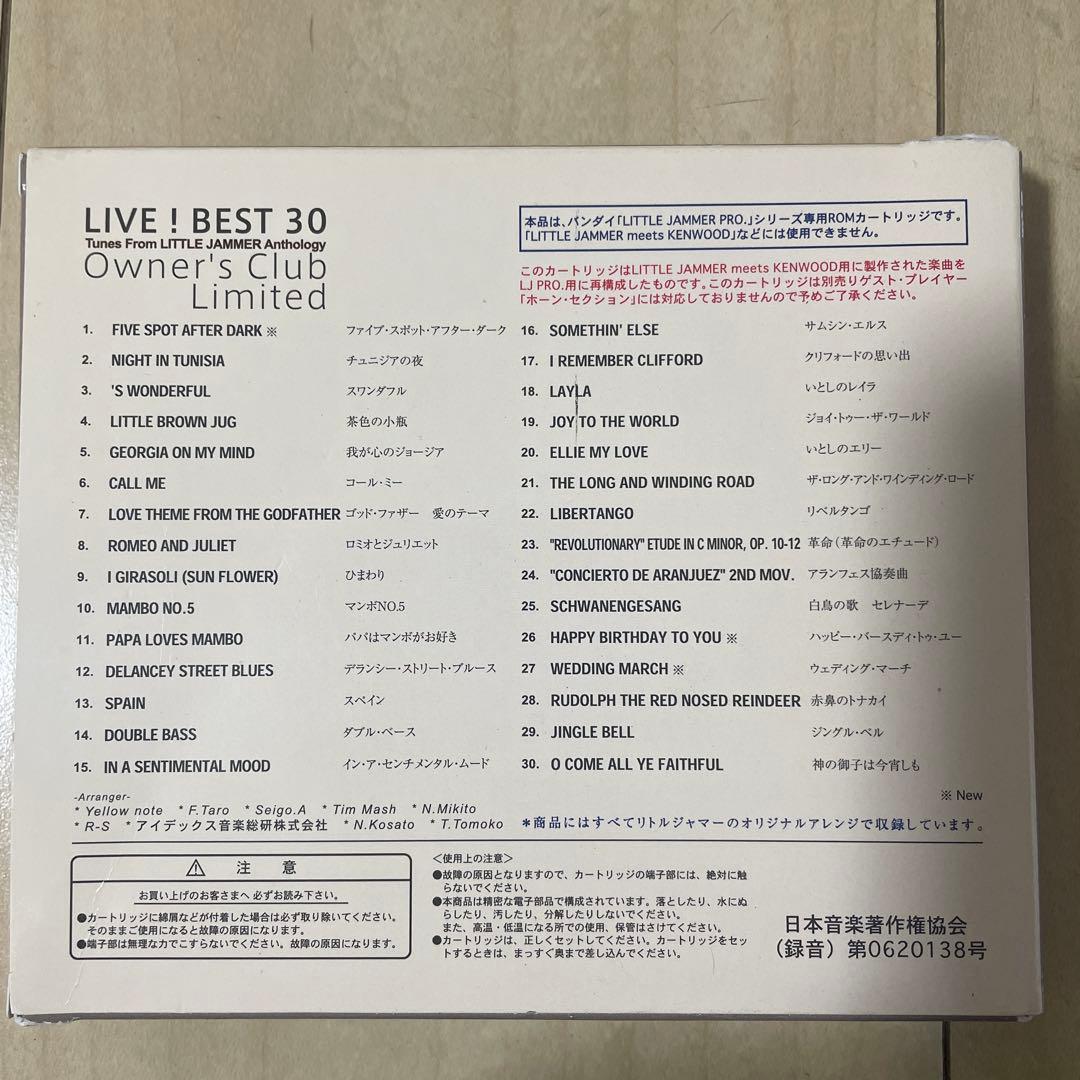 LIVE ! BEST 30
Tunes From LITTLE JAMMER Anthology
Owner's Club
Limited
本品は、バンダイ「LITTLE JAMMER PRO.」シリーズ専用ROMカートリッジです。
「LITTLE JAMMER meets KENWOOD」などには使用できません。
このカートリッジはLITTLE JAMMER meets KENWOOD用に製作された楽曲を
LJ PRO.用に再構成したものです。このカートリッジは別売りゲスト・プレイヤー
「ホーン・セクション」には対応しておりませんので予めご了承ください。
1. FIVE SPOT AFTER DARK ※ ファイブ・スポット・アフター・ダーク
2. NIGHT IN TUNISIA チュニジアの夜
3. 'S WONDERFUL スワンダフル
4. LITTLE BROWN JUG 茶色の小瓶
5. GEORGIA ON MY MIND 我が心のジョージア
6. CALL ME コール・ミー
7. LOVE THEME FROM THE GODFATHER ゴッド・ファザー 愛のテーマ
8. ROMEO AND JULIET ロミオとジュリエット
9. I GIRASOLI (SUN FLOWER) ひまわり
10. MAMBO NO.5 マンボNO.5
11. PAPA LOVES MAMBO パパはマンボがお好き
12. DELANCEY STREET BLUES デランシー・ストリート・ブルース
13. SPAIN スペイン
14. DOUBLE BASS ダブル・ベース
15. IN A SENTIMENTAL MOOD イン・ア・センチメンタル・ムード
16. SOMETHIN' ELSE サムシン・エルス
17. I REMEMBER CLIFFORD クリフォードの思い出
18. LAYLA いとしのレイラ
19. JOY TO THE WORLD ジョイ・トゥー・ザ・ワールド
20. ELLIE MY LOVE いとしのエリー
21. THE LONG AND WINDING ROAD ザ・ロング・アンド・ワインディング・ロード
22. LIBERTANGO リベルタンゴ
23. "REVOLUTIONARY" ETUDE IN C MINOR, OP. 10-12 革命(革命のエチュード)
24. "CONCIERTO DE ARANJUEZ" 2ND MOV. アランフェス協奏曲
25. SCHWANENGESANG 白鳥の歌 セレナーデ
26 HAPPY BIRTHDAY TO YOU ※ ハッピー・バースディ・トゥ・ユー
27 WEDDING MARCH ※ ウェディング・マーチ
28. RUDOLPH THE RED NOSED REINDEER 赤鼻のトナカイ
29. JINGLE BELL ジングル・ベル
30. O COME ALL YE FAITHFUL 神の御子は今宵しも
※ New
-Arranger-
* Yellow note * F.Taro * Seigo.A * Tim Mash * N.Mikito
* R-S * アイデックス音楽総研株式会社 * N.Kosato * T.Tomoko
＊商品にはすべてリトルジャマーのオリジナルアレンジで収録しています。
⚠ 注 意
お買い上げのお客さまへ 必ずお読み下さい。
●カートリッジに綿屑などが付着した場合は必ず取り除いてください。
そのままご使用になると故障の原因になります。
●端子部は無理な力でこすらないでください。故障の原因になります。
＜使用上の注意＞
●故障の原因となりますので、カートリッジの端子部には、絶対に触
らないでください。
●本商品は精密な電子部品で構成されています。落としたり、水にぬ
らしたり、汚したり、分解したりしないでください。
また、高温・低温になる所での使用、保管はさけてください。
●カートリッジは、正しくセットしてください。カートリッジをセッ
トするときは、まっすぐ奥まで差し込んでください。
日本音楽著作権協会
(録音) 第0620138号